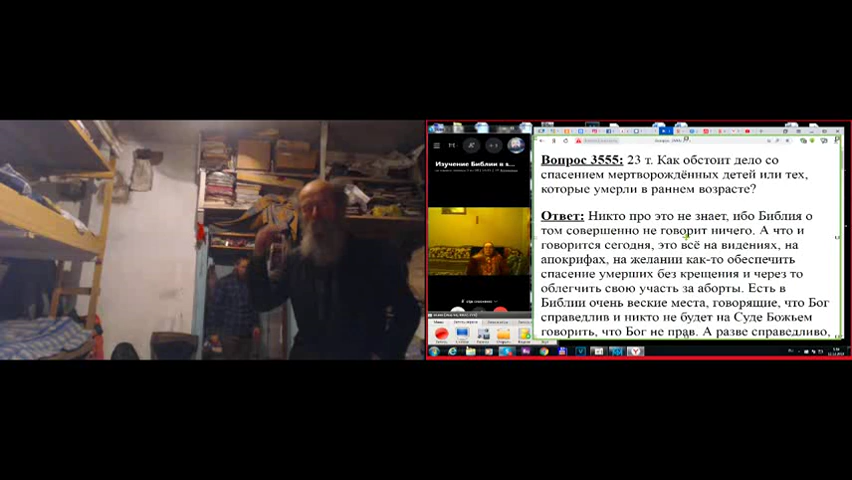 Изучение Библии в з...
Вопрос 3555: 23 т. Как обстоит дело со
спасением мертворождённых детей или тех,
которые умерли в раннем возрасте?
Ответ: Никто про это не знает, ибо Библия о
том совершенно не говорит ничего. А что и
говорится сегодня, это всё на видениях, на
апокрифах, на желании как-то обеспечить
спасение умерших без крещения и через то
облегчить свою участь за аборты. Есть в
Библии очень веские места, говорящие, что Бог
справедлив и никто не будет на Суде Божьем
говорить, что Бог не прав. А разве справедливо,